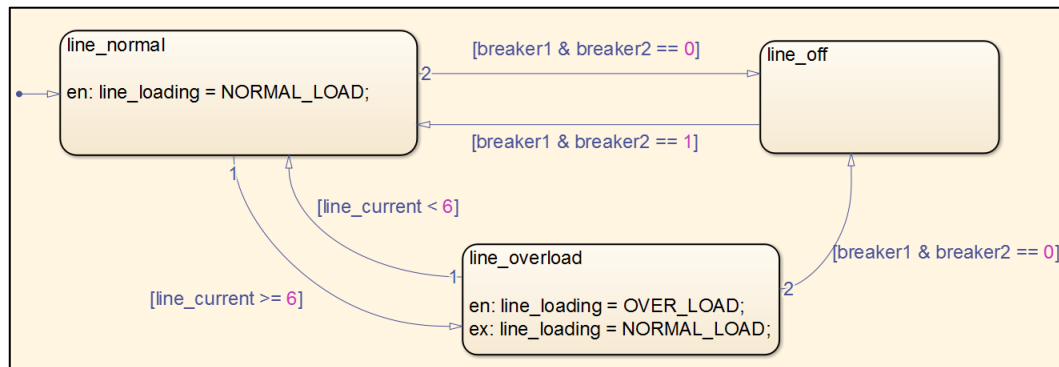 line_normal
en: line_loading = NORMAL_LOAD;
2
[breaker1 & breaker2 == 0]
line_off
[breaker1 & breaker2 == 1]
1
[line_current < 6]
[line_current >= 6]
line_overload
1
en: line_loading = OVER_LOAD;
ex: line_loading = NORMAL_LOAD;
2
[breaker1 & breaker2 == 0]